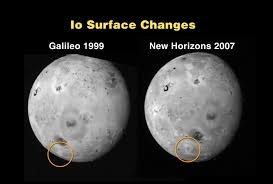 Io Surface Changes
Galileo 1999
New Horizons 2007